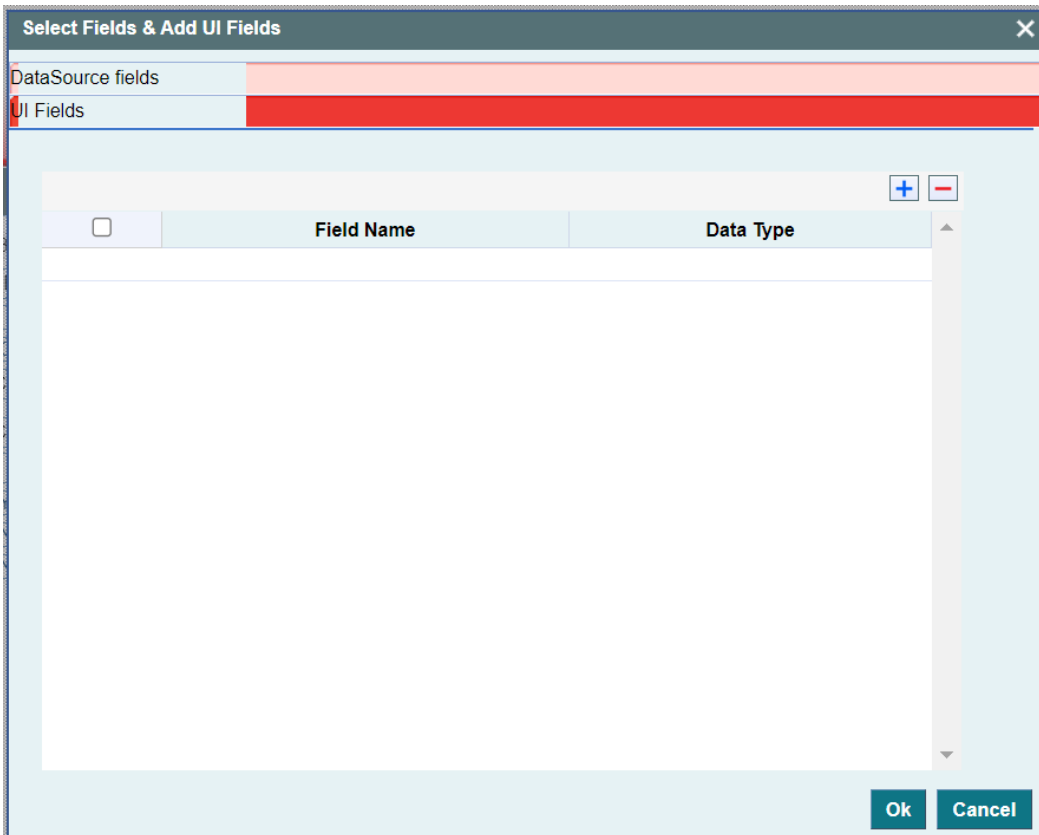 Select Fields & Add UI Fields
DataSource fields
UI Fields
Field Name Data Type
Ok Cancel